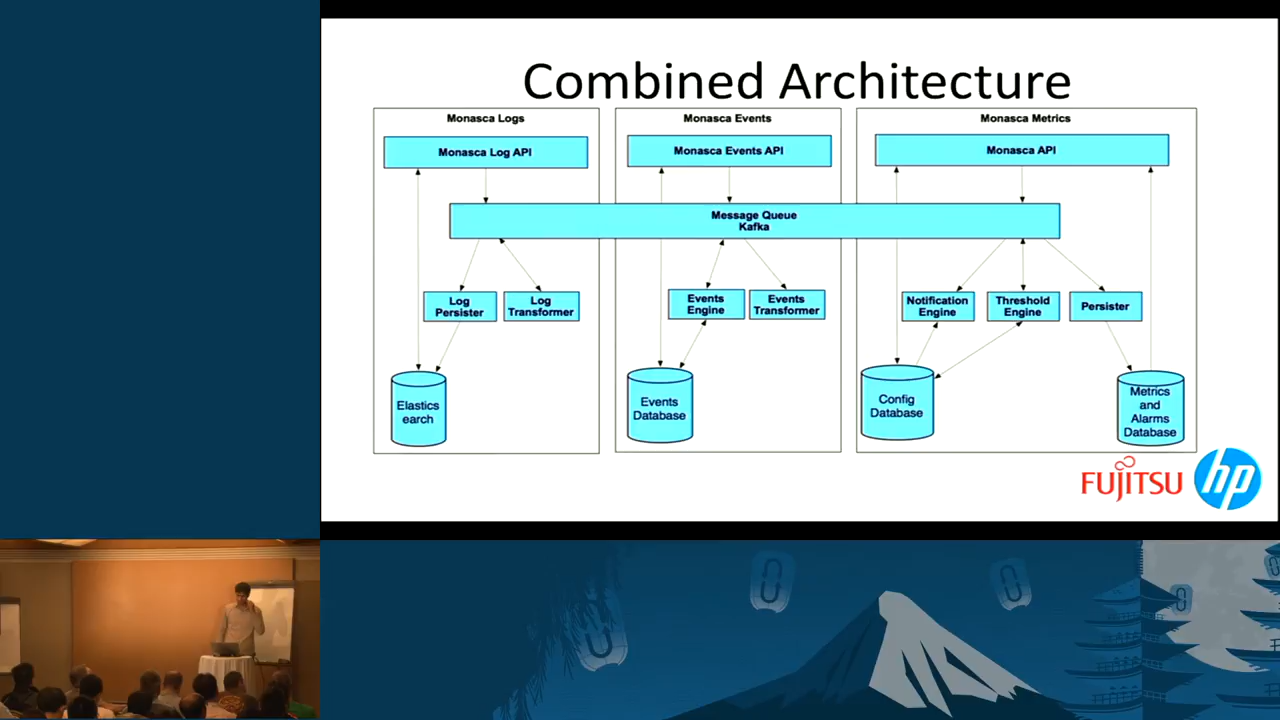 Combined Architecture
Monasca Logs
Monasca Log API
Monasca Events
Monasca Events API
Monasca Metrics
Monasca API
Message Queue
Kafka
Log
Persister
Log
Transformer
Events
Engine
Events
Transformer
Notification
Engine
Threshold
Engine
Persister
Elastics
earch
Events
Database
Config
Database
Metrics
and
Alarms
Database
FUJITSU
hp